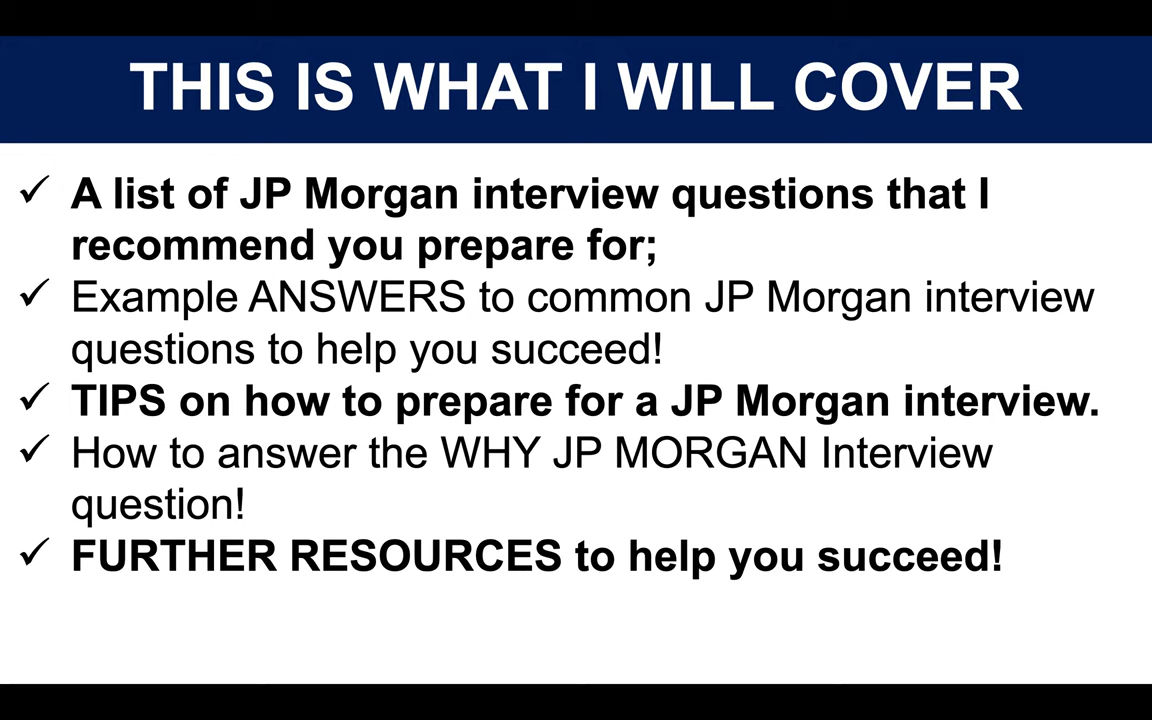 THIS IS WHAT I WILL COVER
✓ A list of JP Morgan interview questions that I
recommend you prepare for;
✓ Example ANSWERS to common JP Morgan interview
questions to help you succeed!
✓ TIPS on how to prepare for a JP Morgan interview.
✓ How to answer the WHY JP MORGAN Interview
question!
✓ FURTHER RESOURCES to help you succeed!